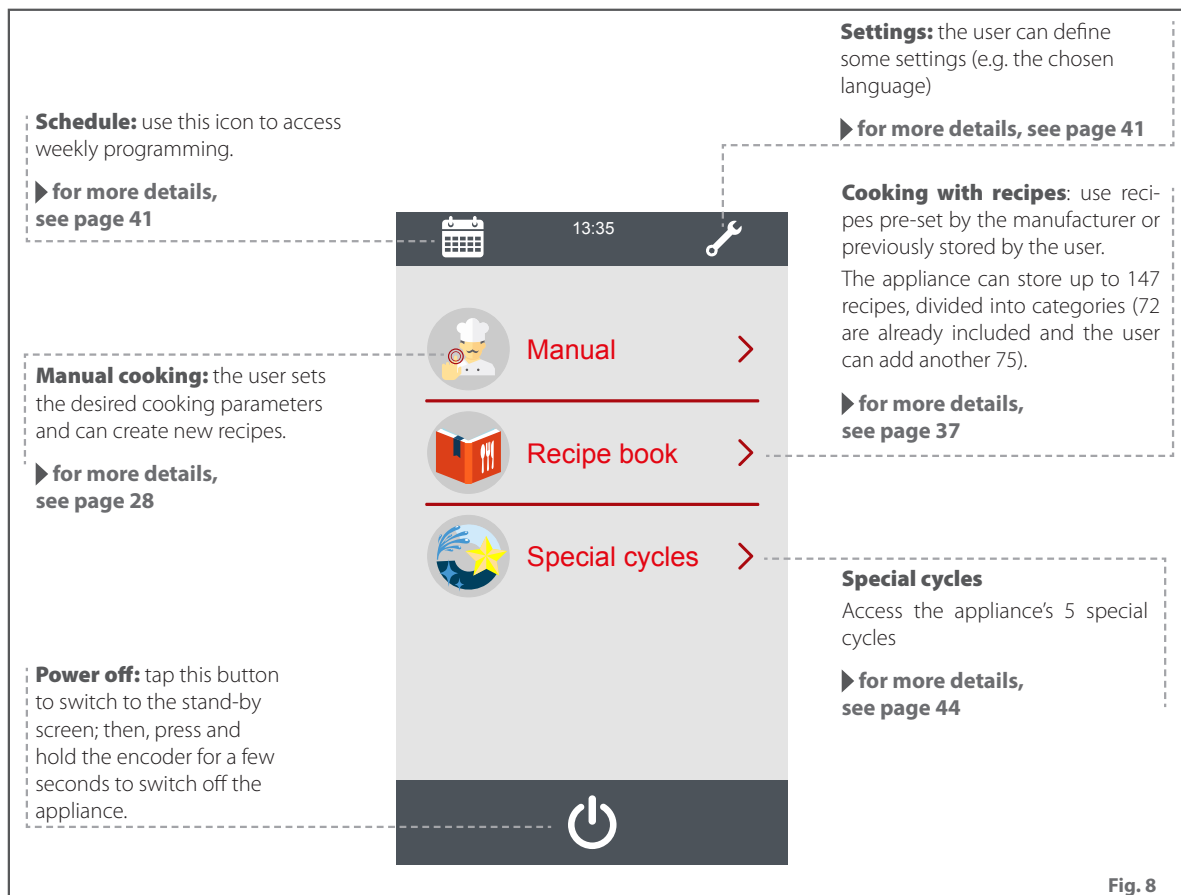 Settings: the user can define
some settings (e.g. the chosen
language)
▶ for more details, see page 41
Schedule: use this icon to access
weekly programming.
▶ for more details,
see page 41
Cooking with recipes: use reci-
pes pre-set by the manufacturer or
previously stored by the user.
The appliance can store up to 147
recipes, divided into categories (72
are already included and the user
can add another 75).
▶ for more details,
see page 37
13:35
Manual
Recipe book
Special cycles
Manual cooking: the user sets
the desired cooking parameters
and can create new recipes.
▶ for more details,
see page 28
Special cycles
Access the appliance’s 5 special
cycles
▶ for more details,
see page 44
Power off: tap this button
to switch to the stand-by
screen; then, press and
hold the encoder for a few
seconds to switch off the
appliance.
Fig. 8